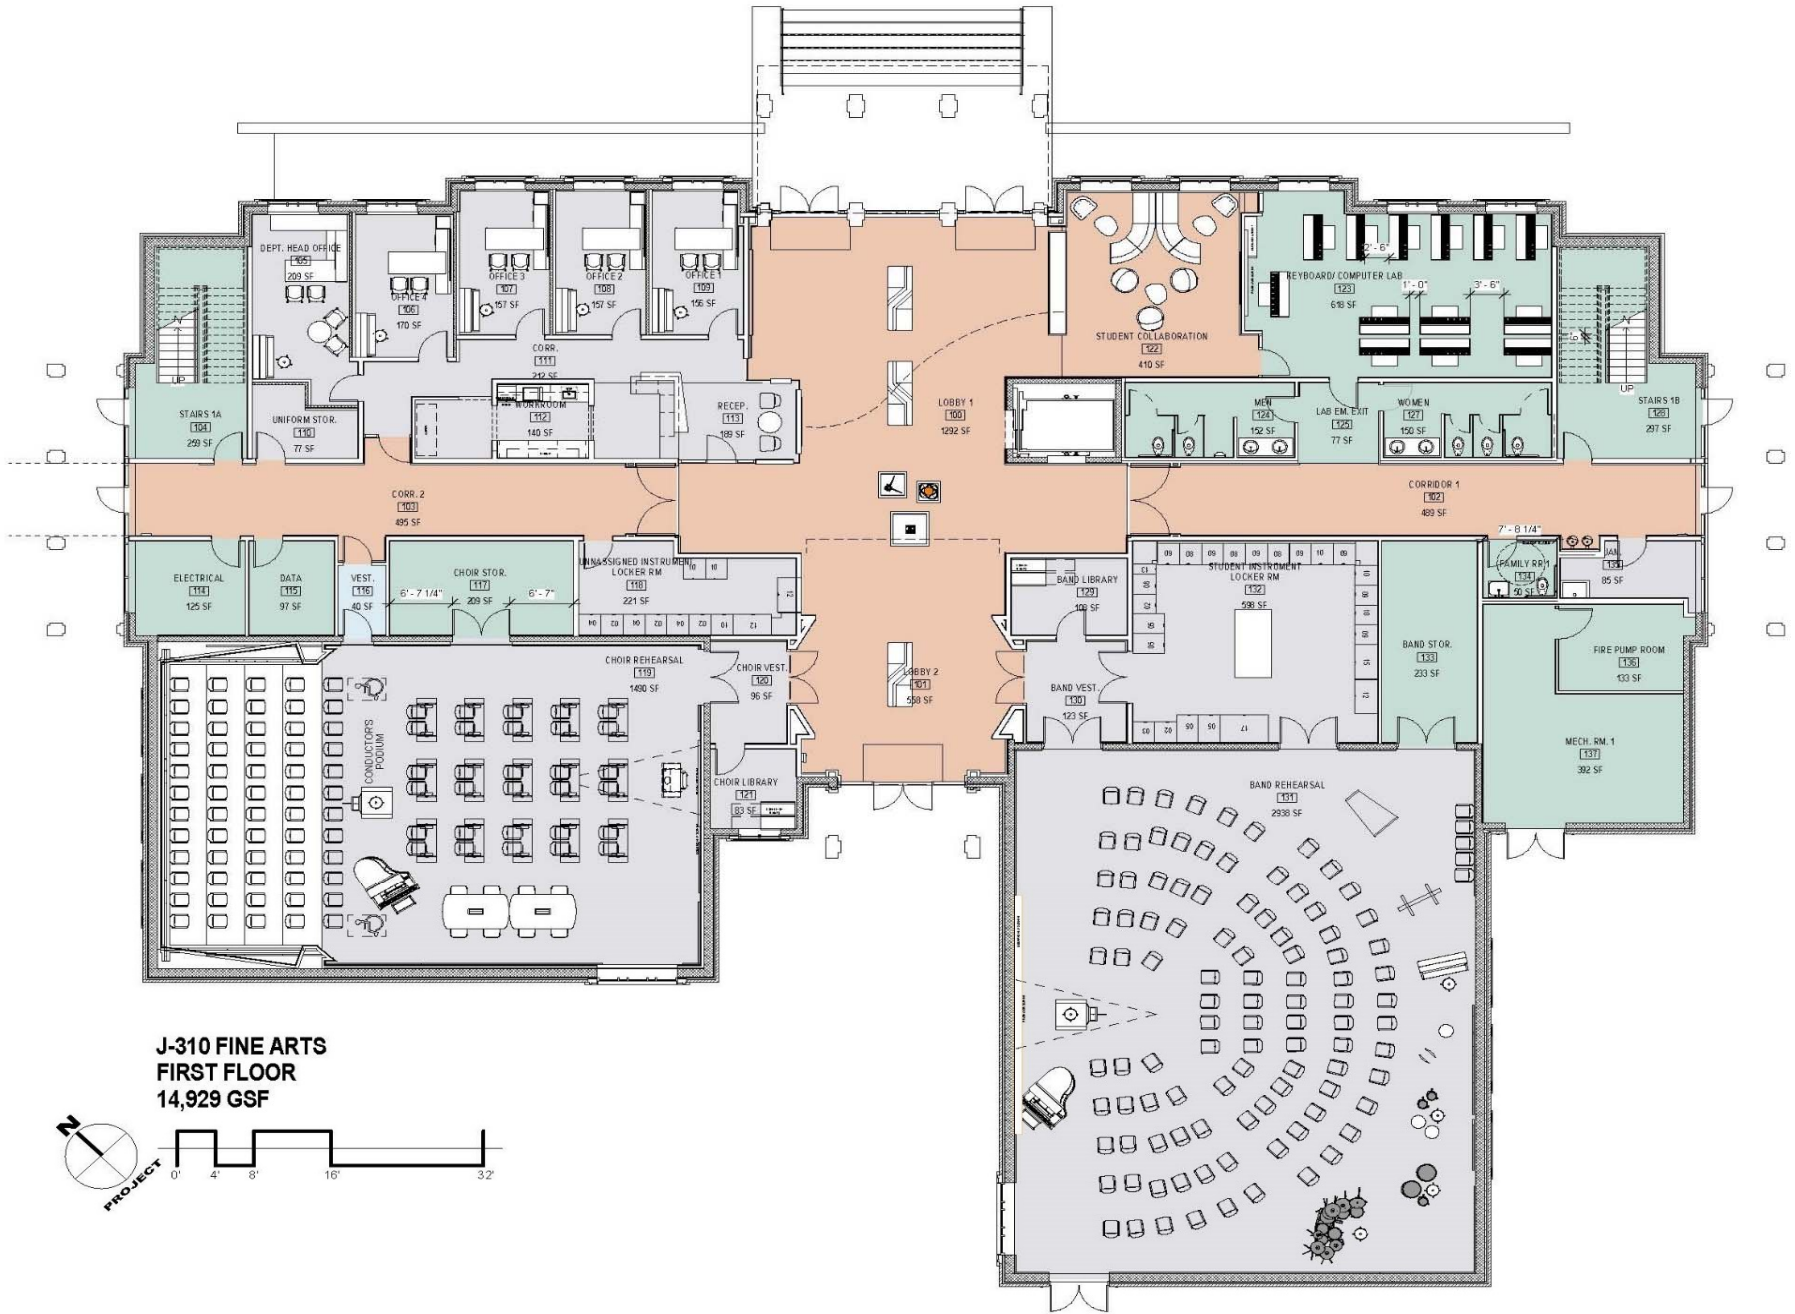 DEPT. HEAD OFFICE
105
209 SF
OFFICE 4
106
170 SF
OFFICE 3
107
157 SF
OFFICE 2
108
157 SF
OFFICE 1
109
156 SF
CORR.
111
212 SF
WORKROOM
112
140 SF
RECEP.
113
189 SF
UP
STAIRS 1A
104
259 SF
UNIFORM STOR.
110
77 SF
LOBBY 1
100
1292 SF
STUDENT COLLABORATION
122
410 SF
KEYBOARD/ COMPUTER LAB
123
618 SF
2' - 6"
1' - 0"
3' - 6"
MEN
124
152 SF
LAB EM. EXIT
125
77 SF
WOMEN
127
150 SF
UP
STAIRS 1B
128
297 SF
CORR. 2
103
495 SF
CORRIDOR 1
102
489 SF
7' - 8 1/4"
ELECTRICAL
114
125 SF
DATA
115
97 SF
VEST.
116
40 SF
6' - 7 1/4"
CHOIR STOR.
117
209 SF
6' - 7"
UNNASSIGNED INSTRUMENT
LOCKER RM
118
221 SF
BAND LIBRARY
129
109 SF
STUDENT INSTRUMENT
LOCKER RM
132
598 SF
FAMILY RR 1
134
50 SF
JAN.
135
85 SF
CHOIR REHEARSAL
119
1490 SF
CONDUCTOR'S
PODIUM
CHOIR VEST.
120
96 SF
LOBBY 2
101
558 SF
BAND VEST.
130
123 SF
BAND STOR.
133
233 SF
FIRE PUMP ROOM
136
133 SF
MECH. RM. 1
137
392 SF
CHOIR LIBRARY
121
83 SF
BAND REHEARSAL
131
2938 SF
J-310 FINE ARTS
FIRST FLOOR
14,929 GSF
N
PROJECT
0' 4' 8' 16' 32'